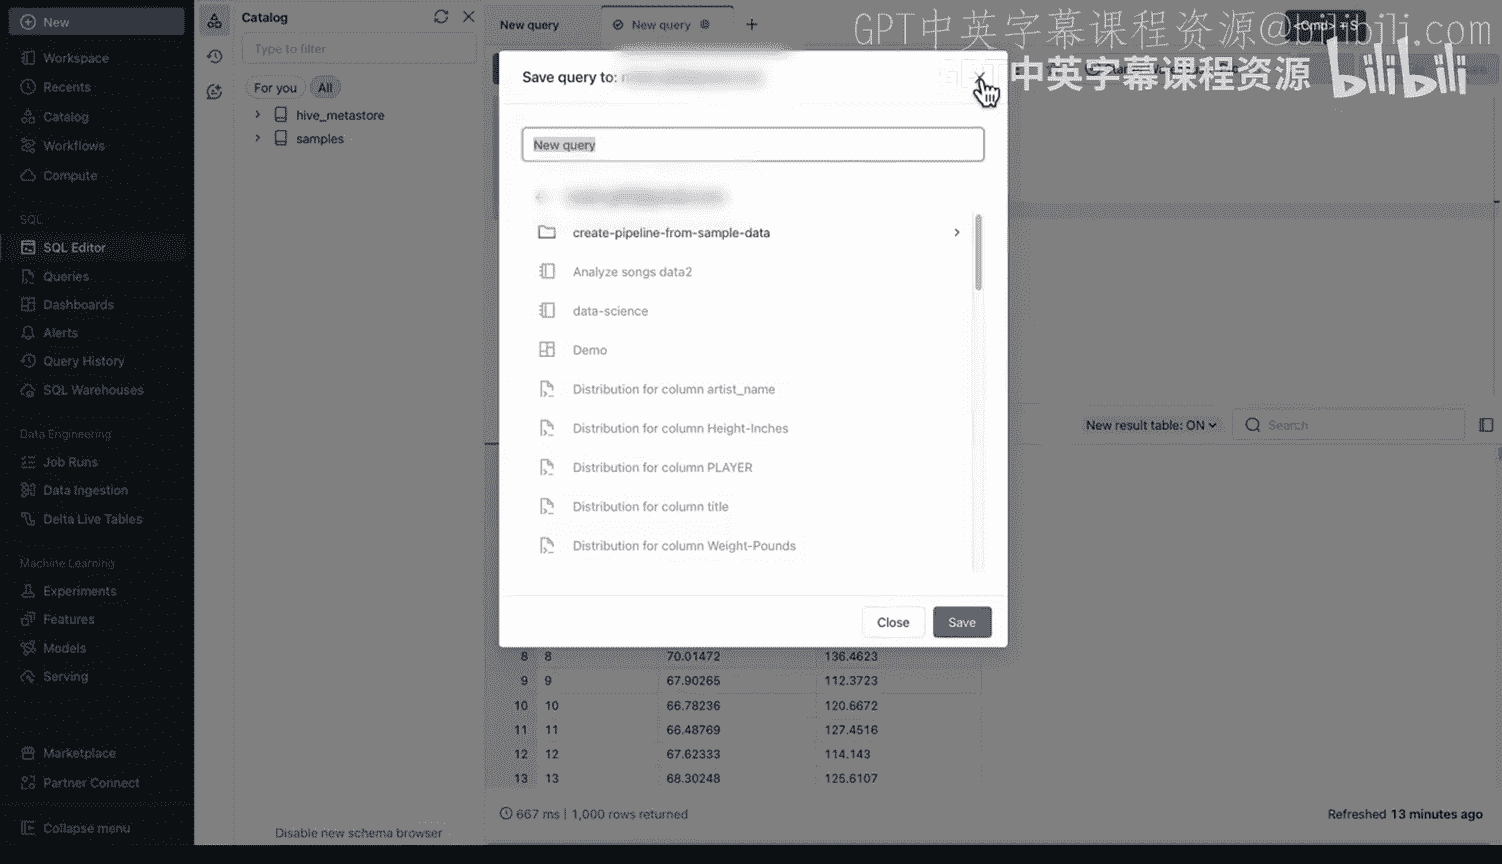 New
Workspace
Recents
Catalog
Workflows
Compute
SQL
SQL Editor
Queries
Dashboards
Alerts
Query History
SQL Warehouses
Data Engineering
Job Runs
Data Ingestion
Delta Live Tables
Machine Learning
Experiments
Features
Models
Serving
Marketplace
Partner Connect
Collapse menu
Catalog
Type to filter
For you All
hive_metastore
samples
Disable new schema browser
New query
New query
GPT中英字幕课程资源@bilibili.com
<Cmd> + S
中英字幕课程资源 bilibili
Save query to:
New query
create-pipeline-from-sample-data
Analyze songs data2
data-science
Demo
Distribution for column artist_name
Distribution for column Height-Inches
Distribution for column PLAYER
Distribution for column title
Distribution for column Weight-Pounds
Close Save
New result table: ON
Search
8 8 70.01472 136.4623
9 9 67.90265 112.3723
10 10 66.78236 120.6672
11 11 66.48769 127.4516
12 12 67.62333 114.143
13 13 68.30248 125.6107
667 ms | 1,000 rows returned
Refreshed 13 minutes ago